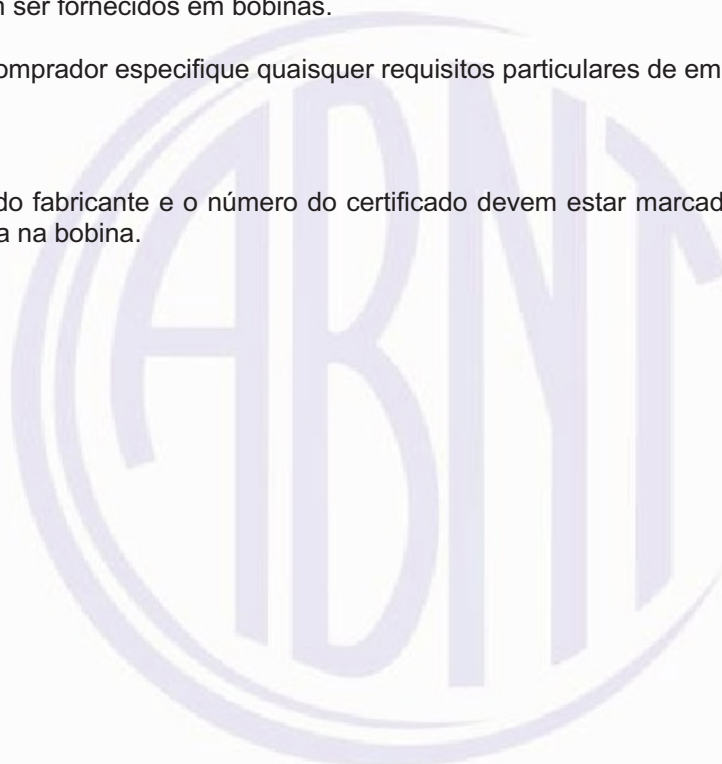 ser fornecidos em bobinas.
omprador especifique quaisquer requisitos particulares de em
do fabricante e o número do certificado devem estar marcad
a na bobina.
ABNT